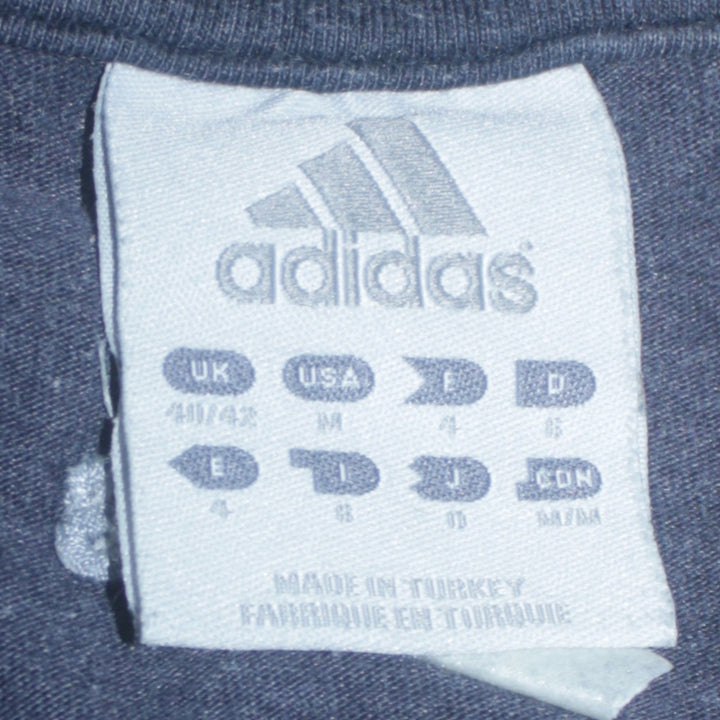 adidas
UK USA F D
40/42 M 4 6
E I J CDN
4 6 O M/M
MADE IN TURKEY
FABRIQUE EN TURQUIE